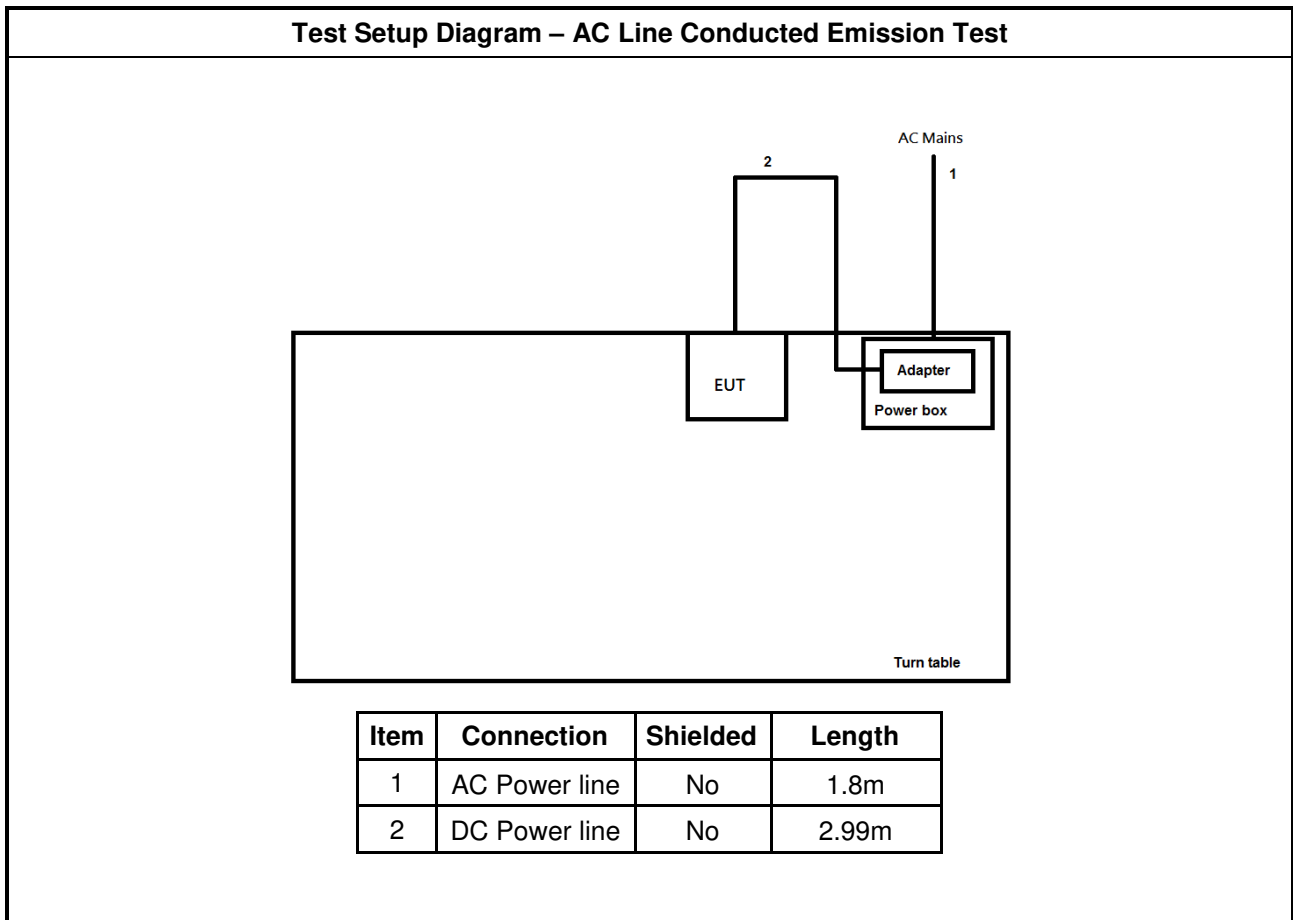 Test Setup Diagram – AC Line Conducted Emission Test
AC Mains
2
1
EUT
Adapter
Power box
Turn table
Item Connection Shielded Length
1 AC Power line No 1.8m
2 DC Power line No 2.99m